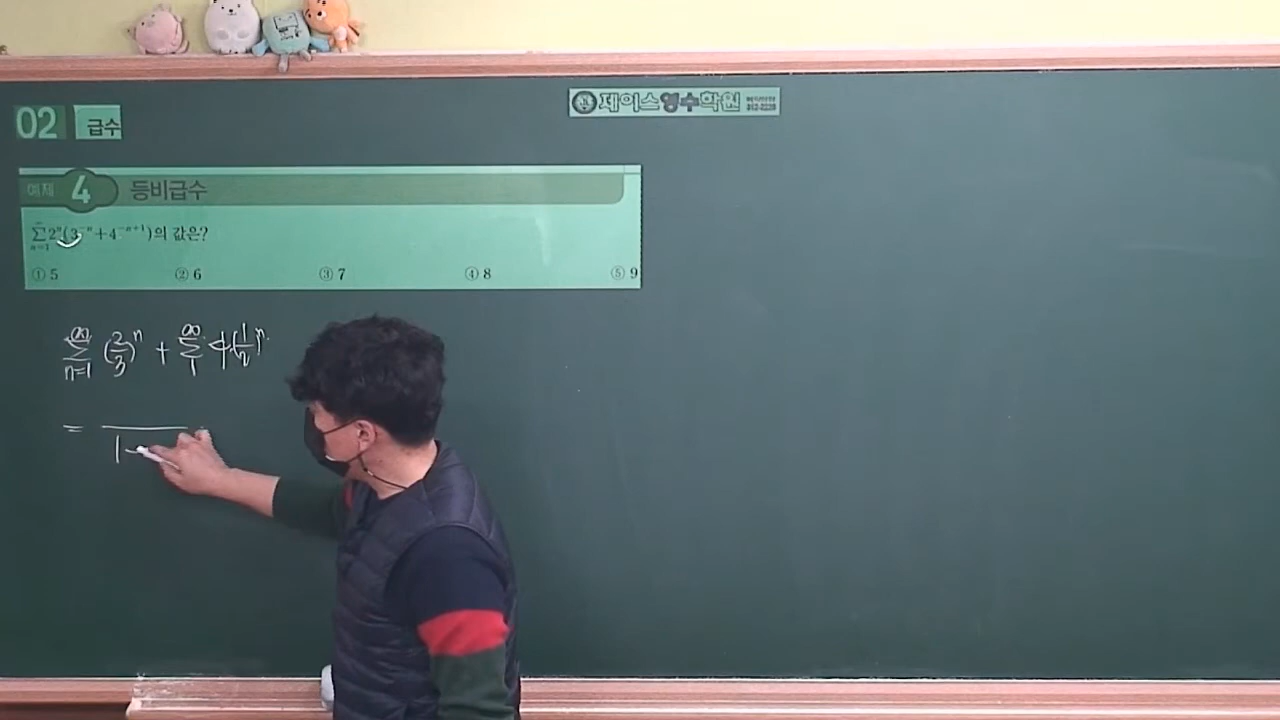 02 급수
제이스영수학원
예제 4 등비급수
∞∑n=1 2ⁿ(3⁻ⁿ+4⁻ⁿ⁺¹)의 값은?
① 5 ② 6 ③ 7 ④ 8 ⑤ 9
∞∑n=1 (2/3)ⁿ + ∞∑1 4(1/2)ⁿ
= 1-